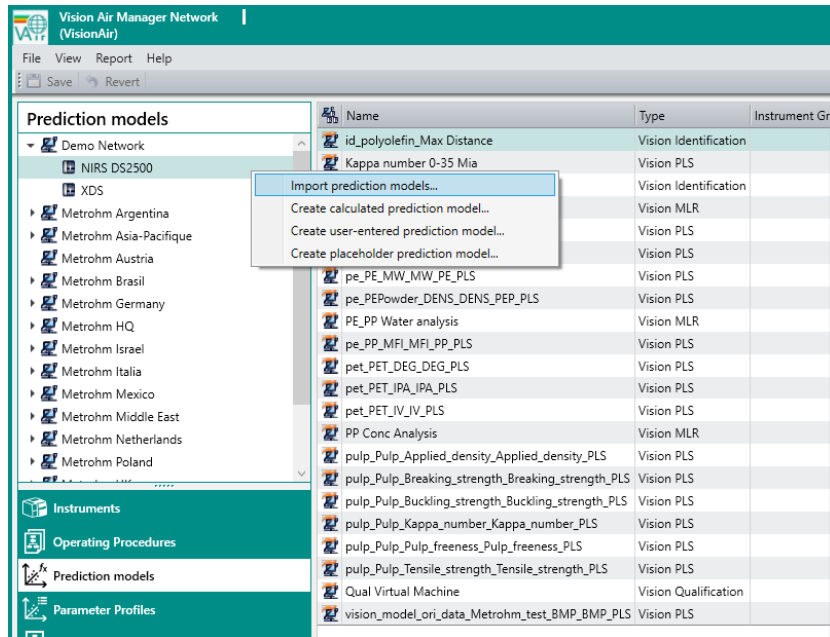 Vision Air Manager Network
(VisionAir)
VAir
File View Report Help
Save Revert
Prediction models
Demo Network
NIRS DS2500
XDS
Metrohm Argentina
Metrohm Asia-Pacifique
Metrohm Austria
Metrohm Brasil
Metrohm Germany
Metrohm HQ
Metrohm Israel
Metrohm Italia
Metrohm Mexico
Metrohm Middle East
Metrohm Netherlands
Metrohm Poland
Instruments
Operating Procedures
Prediction models
Parameter Profiles
Name Type Instrument Gr
id_polyolefin_Max Distance Vision Identification
Kappa number 0-35 Mia Vision PLS
Vision Identification
Vision MLR
Vision PLS
Vision PLS
Import prediction models...
Create calculated prediction model...
Create user-entered prediction model...
Create placeholder prediction model...
pe_PE_MW_MW_PE_PLS Vision PLS
pe_PEPowder_DENS_DENS_PEP_PLS Vision PLS
PE_PP Water analysis Vision MLR
pe_PP_MFI_MFI_PP_PLS Vision PLS
pet_PET_DEG_DEG_PLS Vision PLS
pet_PET_IPA_IPA_PLS Vision PLS
pet_PET_IV_IV_PLS Vision PLS
PP Conc Analysis Vision MLR
pulp_Pulp_Applied_density_Applied_density_PLS Vision PLS
pulp_Pulp_Breaking_strength_Breaking_strength_PLS Vision PLS
pulp_Pulp_Buckling_strength_Buckling_strength_PLS Vision PLS
pulp_Pulp_Kappa_number_Kappa_number_PLS Vision PLS
pulp_Pulp_Pulp_freeness_Pulp_freeness_PLS Vision PLS
pulp_Pulp_Tensile_strength_Tensile_strength_PLS Vision PLS
Qual Virtual Machine Vision Qualification
vision_model_ori_data_Metrohm_test_BMP_BMP_PLS Vision PLS